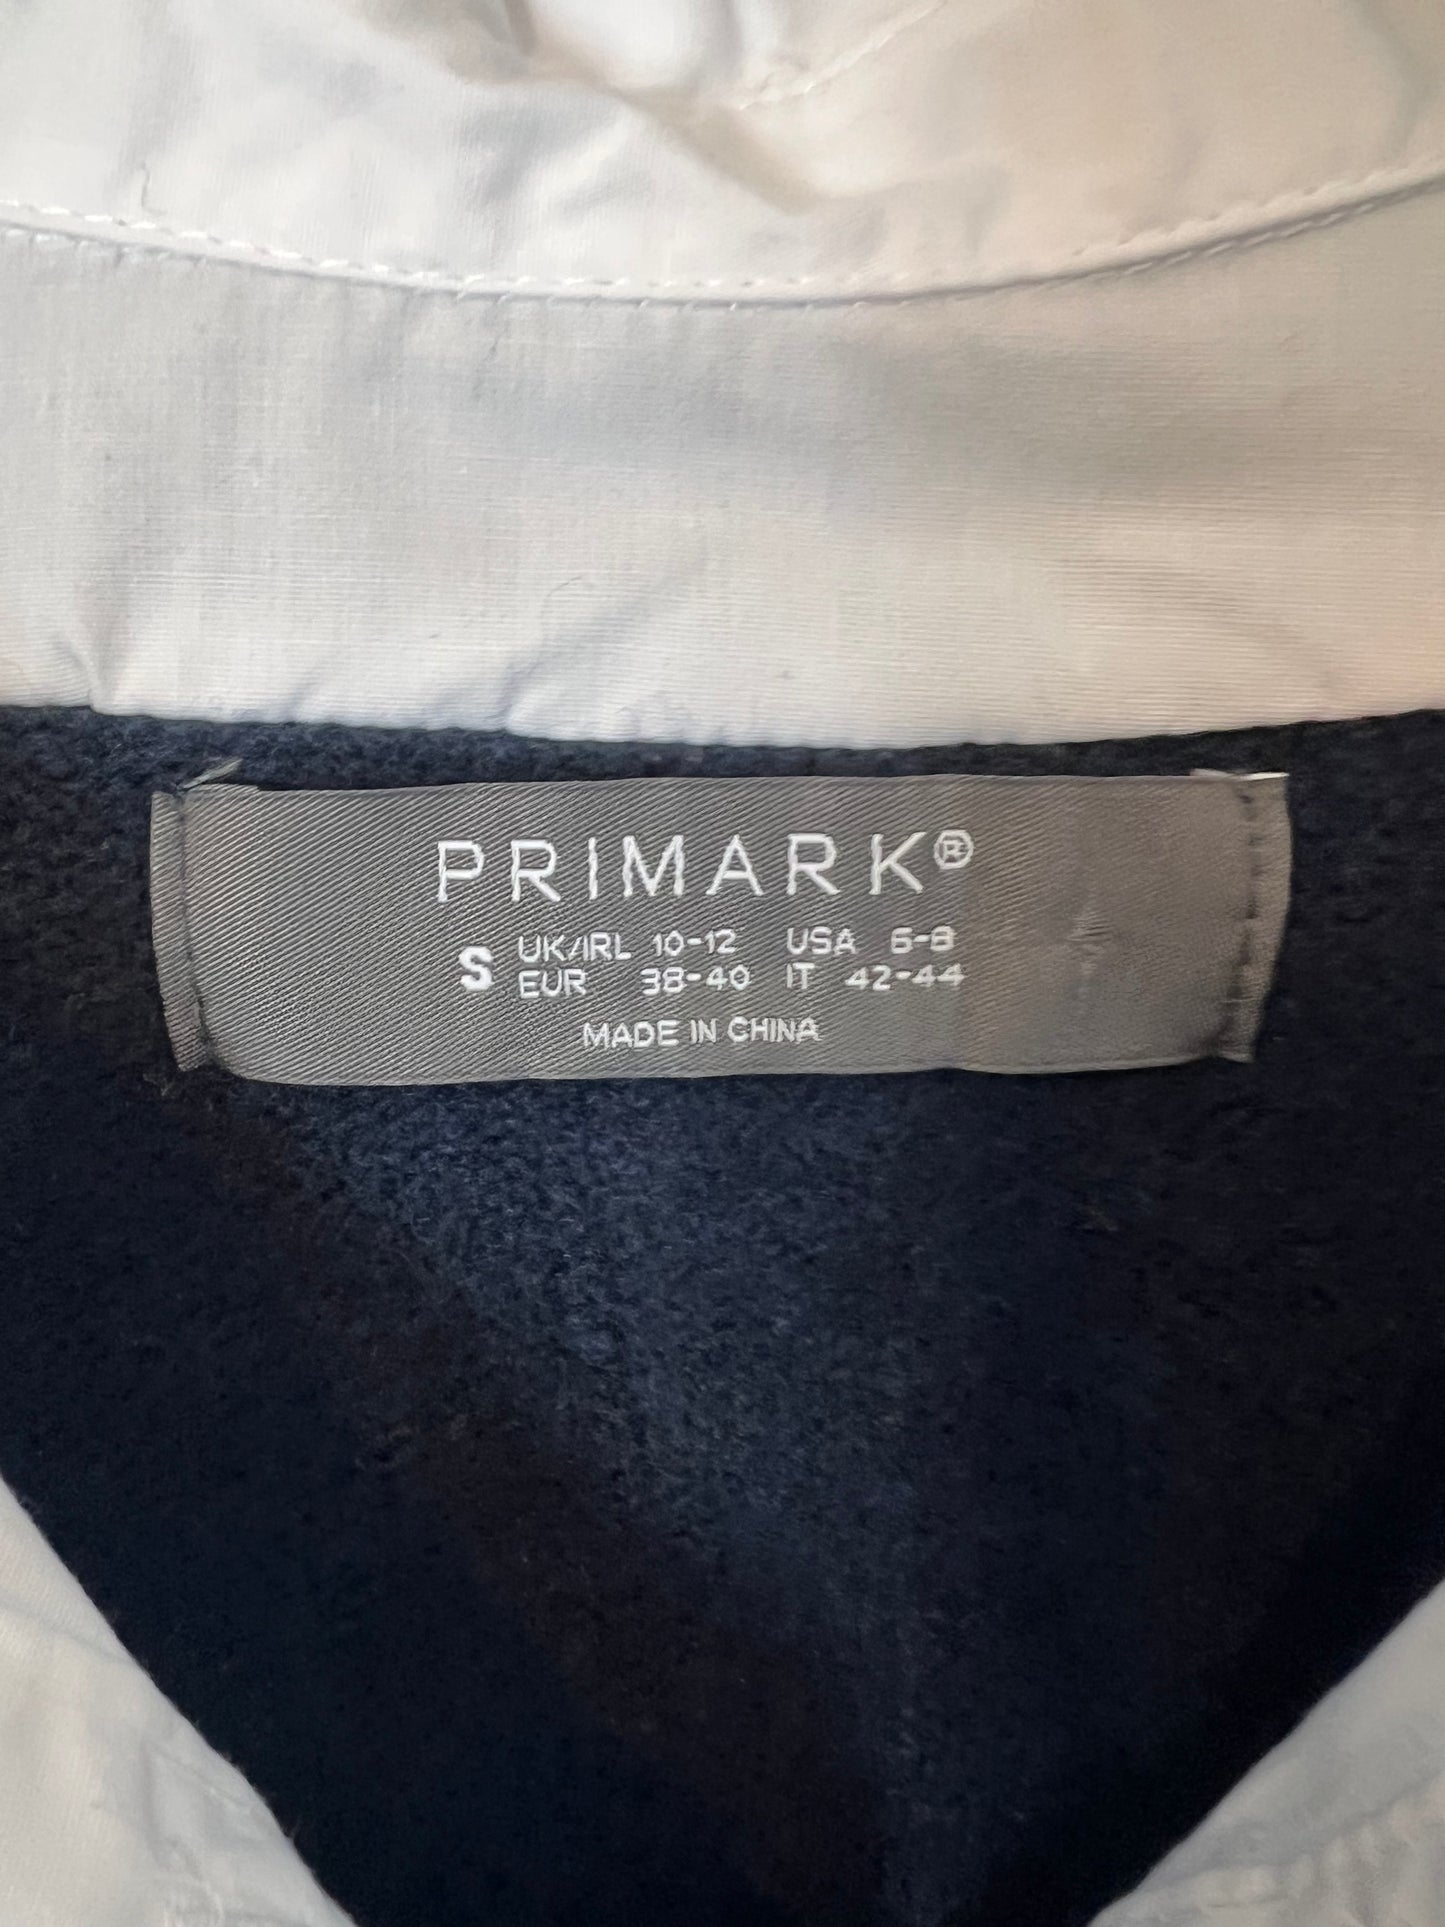 PRIMARK®
S UK/IRL 10-12 USA 6-8
EUR 38-40 IT 42-44
MADE IN CHINA